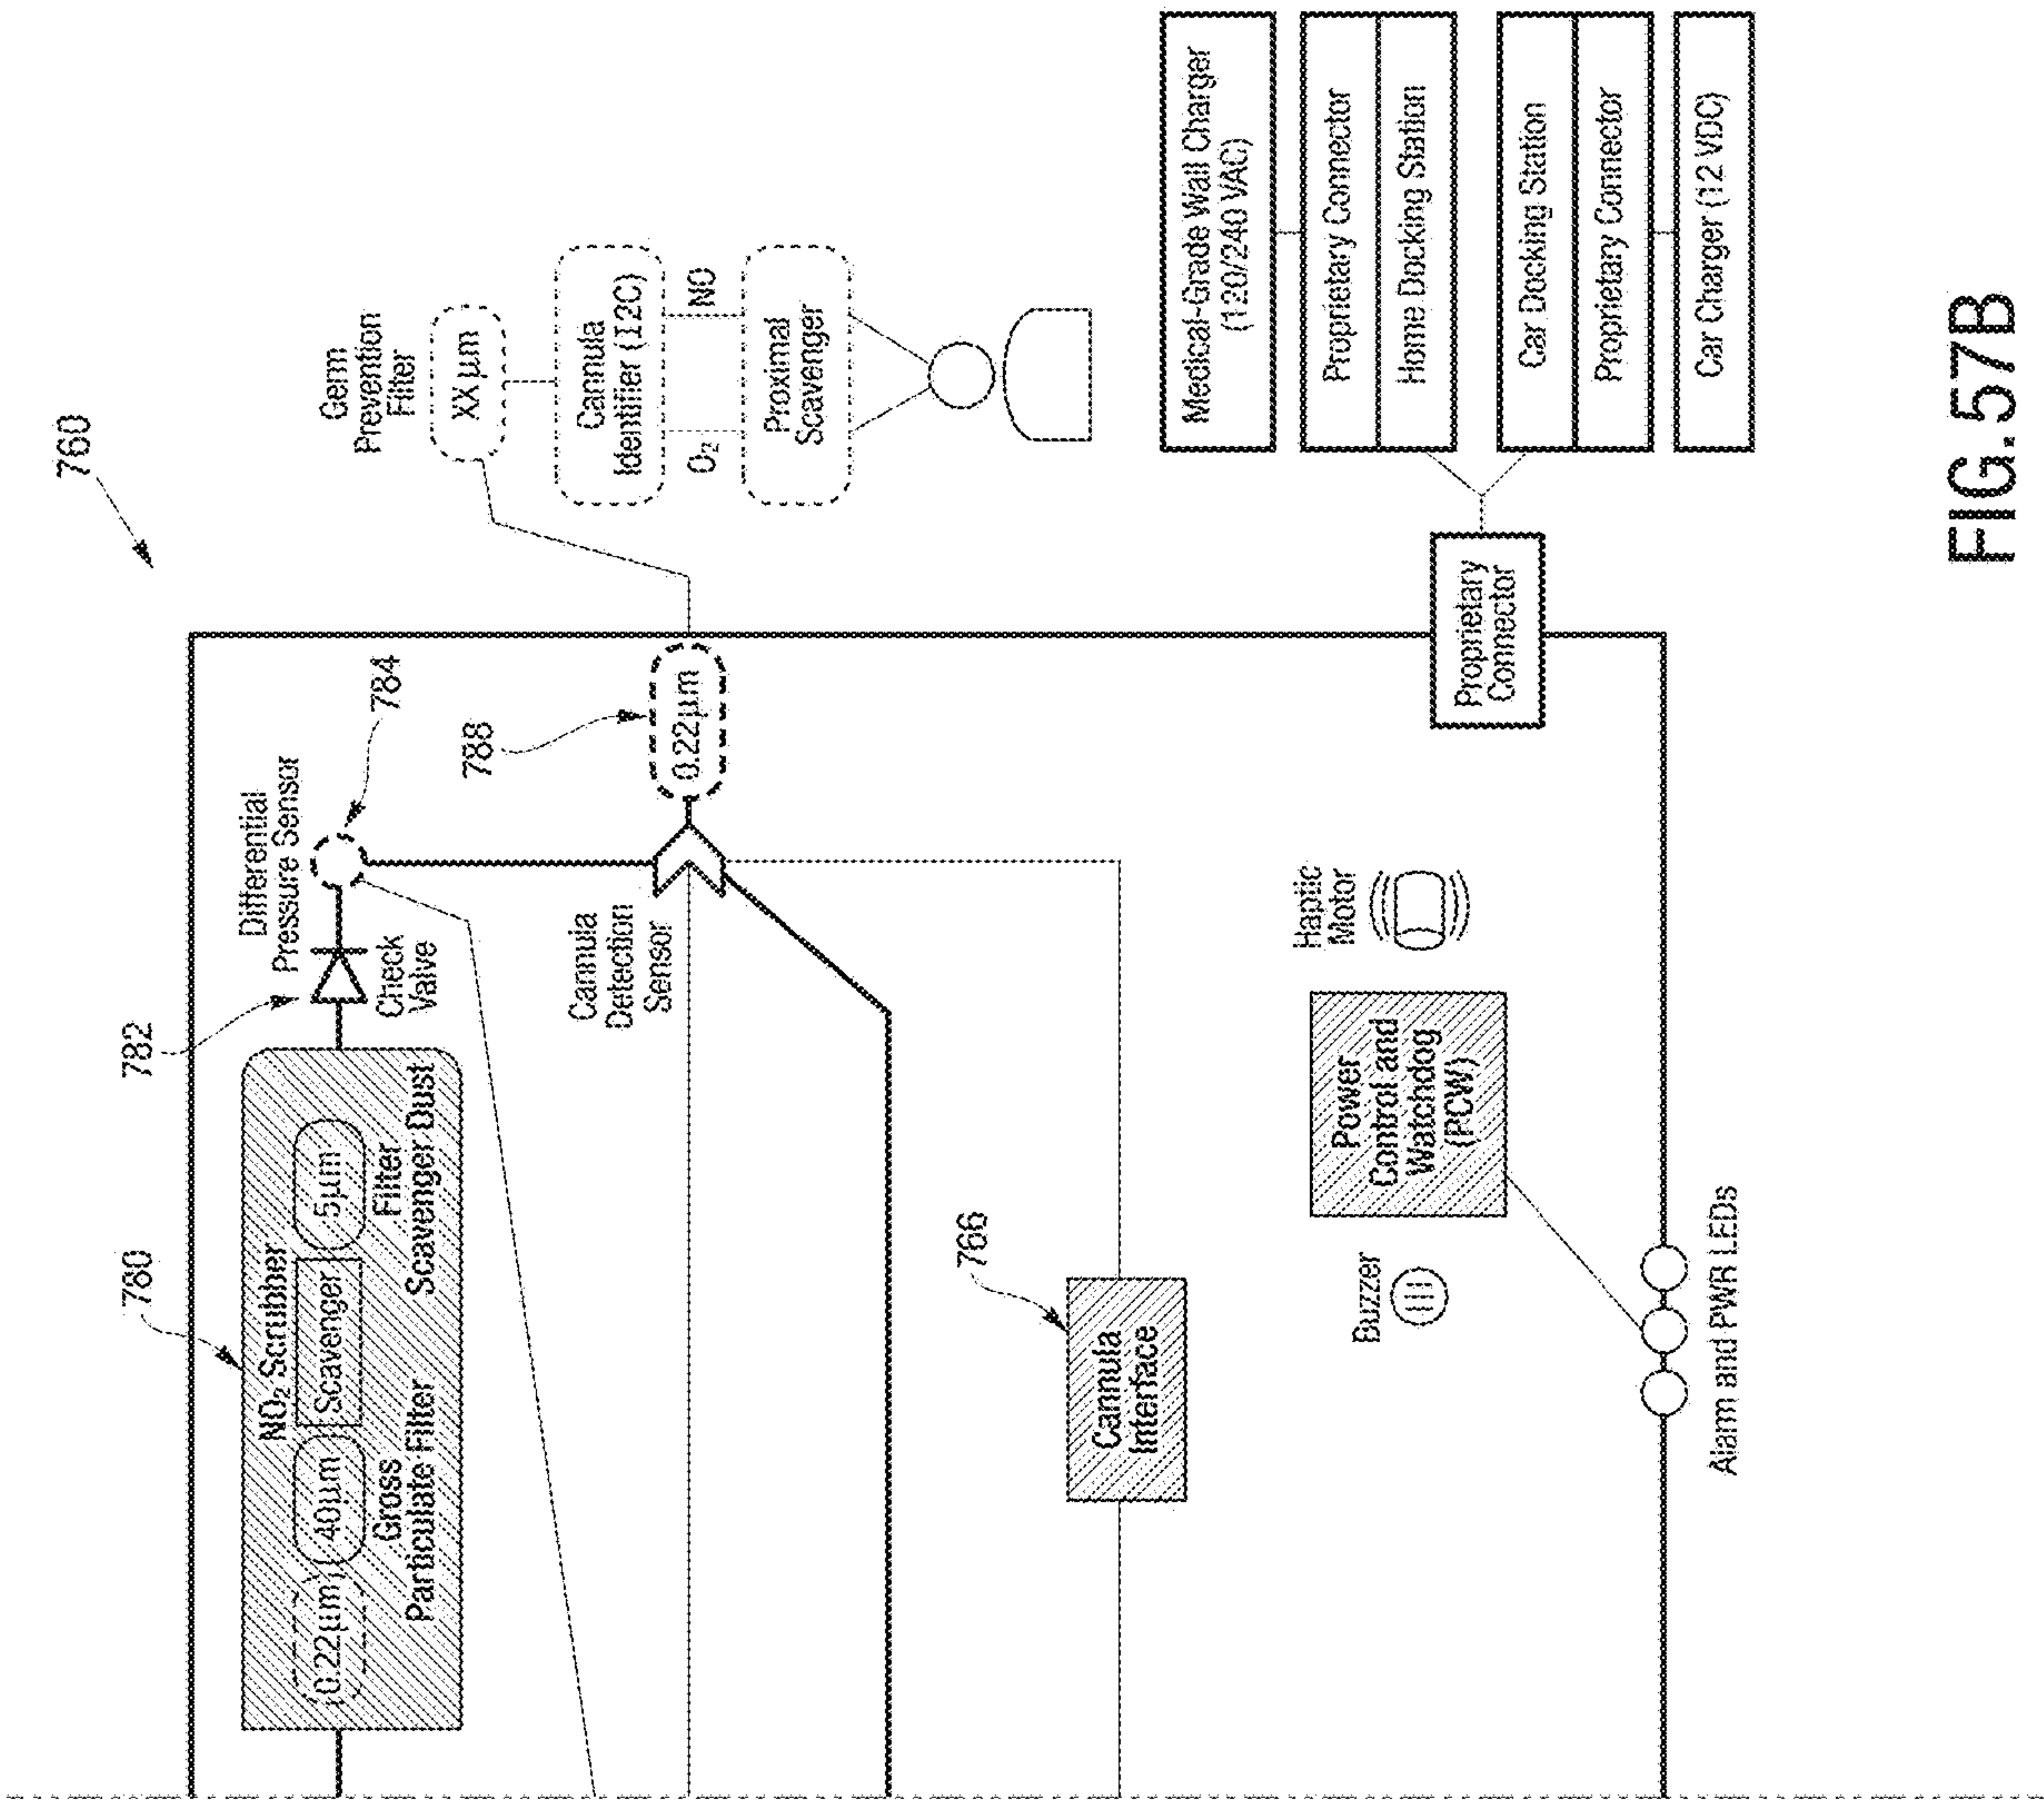 760
780
NO₂ Scrubber
0.22µm
40µm
Scavenger
5µm
Gross
Particulate Filter
Filter
Scavenger Dust
782
Check
Valve
Differential
Pressure Sensor
784
Cannula
Detection
Sensor
788
0.22µm
Germ
Prevention
Filter
XX µm
Cannula
Identifier (I2C)
O₂
NO
Proximal
Scavenger
766
Cannula
Interface
Buzzer
Power
Control and
Watchdog
(PCW)
Haptic
Motor
Alarm and PWR LEDs
Proprietary
Connector
Medical-Grade Wall Charger
(120/240 VAC)
Proprietary Connector
Home Docking Station
Car Docking Station
Proprietary Connector
Car Charger (12 VDC)
FIG.57B